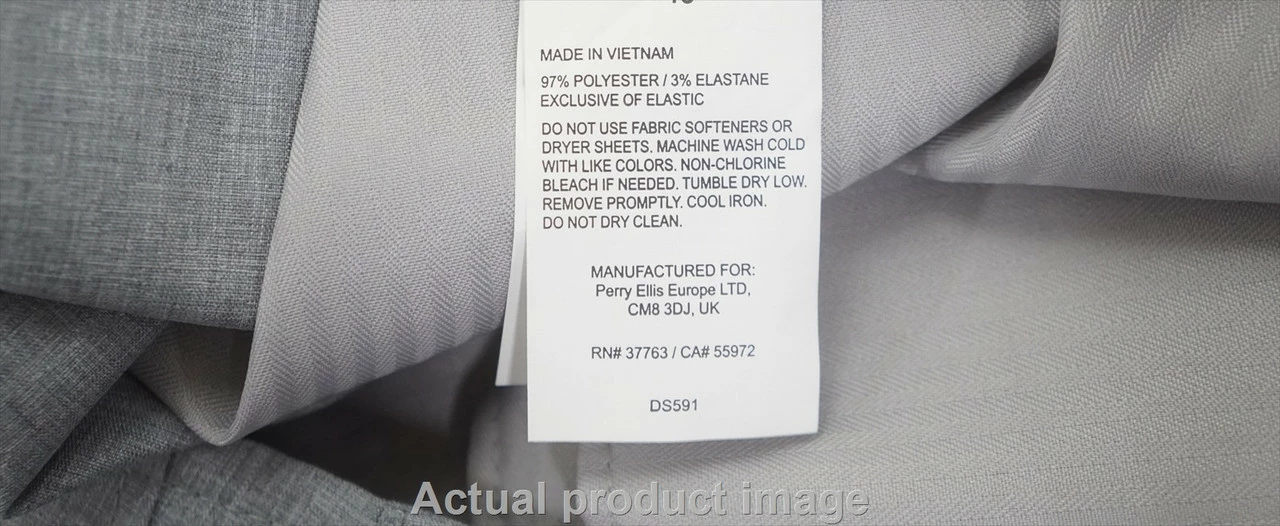 MADE IN VIETNAM
97% POLYESTER / 3% ELASTANE
EXCLUSIVE OF ELASTIC
DO NOT USE FABRIC SOFTENERS OR
DRYER SHEETS. MACHINE WASH COLD
WITH LIKE COLORS. NON-CHLORINE
BLEACH IF NEEDED. TUMBLE DRY LOW.
REMOVE PROMPTLY. COOL IRON.
DO NOT DRY CLEAN.
MANUFACTURED FOR:
Perry Ellis Europe LTD,
CM8 3DJ, UK
RN# 37763 / CA# 55972
DS591
Actual product image